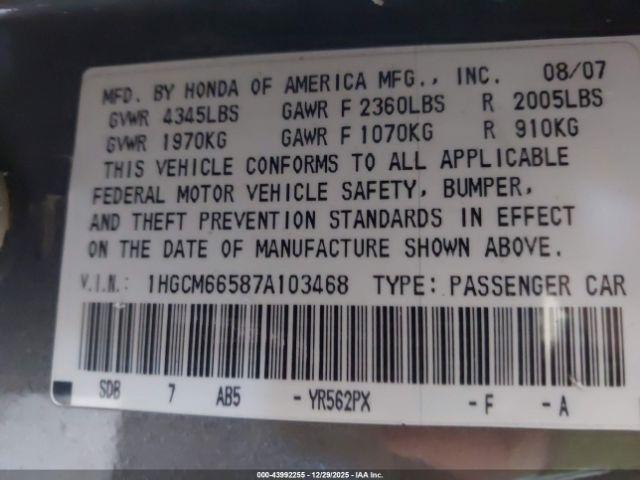 MFD. BY HONDA OF AMERICA MFG., INC. 08/07
GVWR 4345LBS GAWR F 2360LBS R 2005LBS
GVWR 1970KG GAWR F 1070KG R 910KG
THIS VEHICLE CONFORMS TO ALL APPLICABLE
FEDERAL MOTOR VEHICLE SAFETY, BUMPER,
AND THEFT PREVENTION STANDARDS IN EFFECT
ON THE DATE OF MANUFACTURE SHOWN ABOVE.
V.I.N.: 1HGCM66587A103468 TYPE: PASSENGER CAR
SDB 7 AB5 - YR562PX - F - A
000-43992255 - 12/29/2025 - IAA Inc.